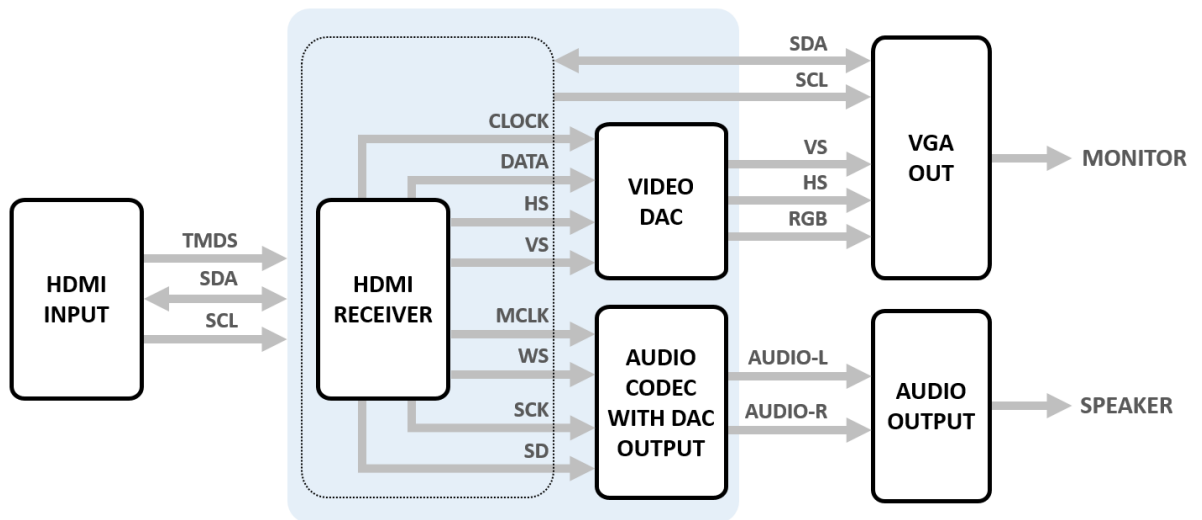 SDA
SCL
CLOCK
DATA
HS
VS
VIDEO
DAC
VS
HS
RGB
VGA
OUT
MONITOR
HDMI
INPUT
TMDS
SDA
SCL
HDMI
RECEIVER
MCLK
WS
SCK
SD
AUDIO
CODEC
WITH DAC
OUTPUT
AUDIO-L
AUDIO-R
AUDIO
OUTPUT
SPEAKER